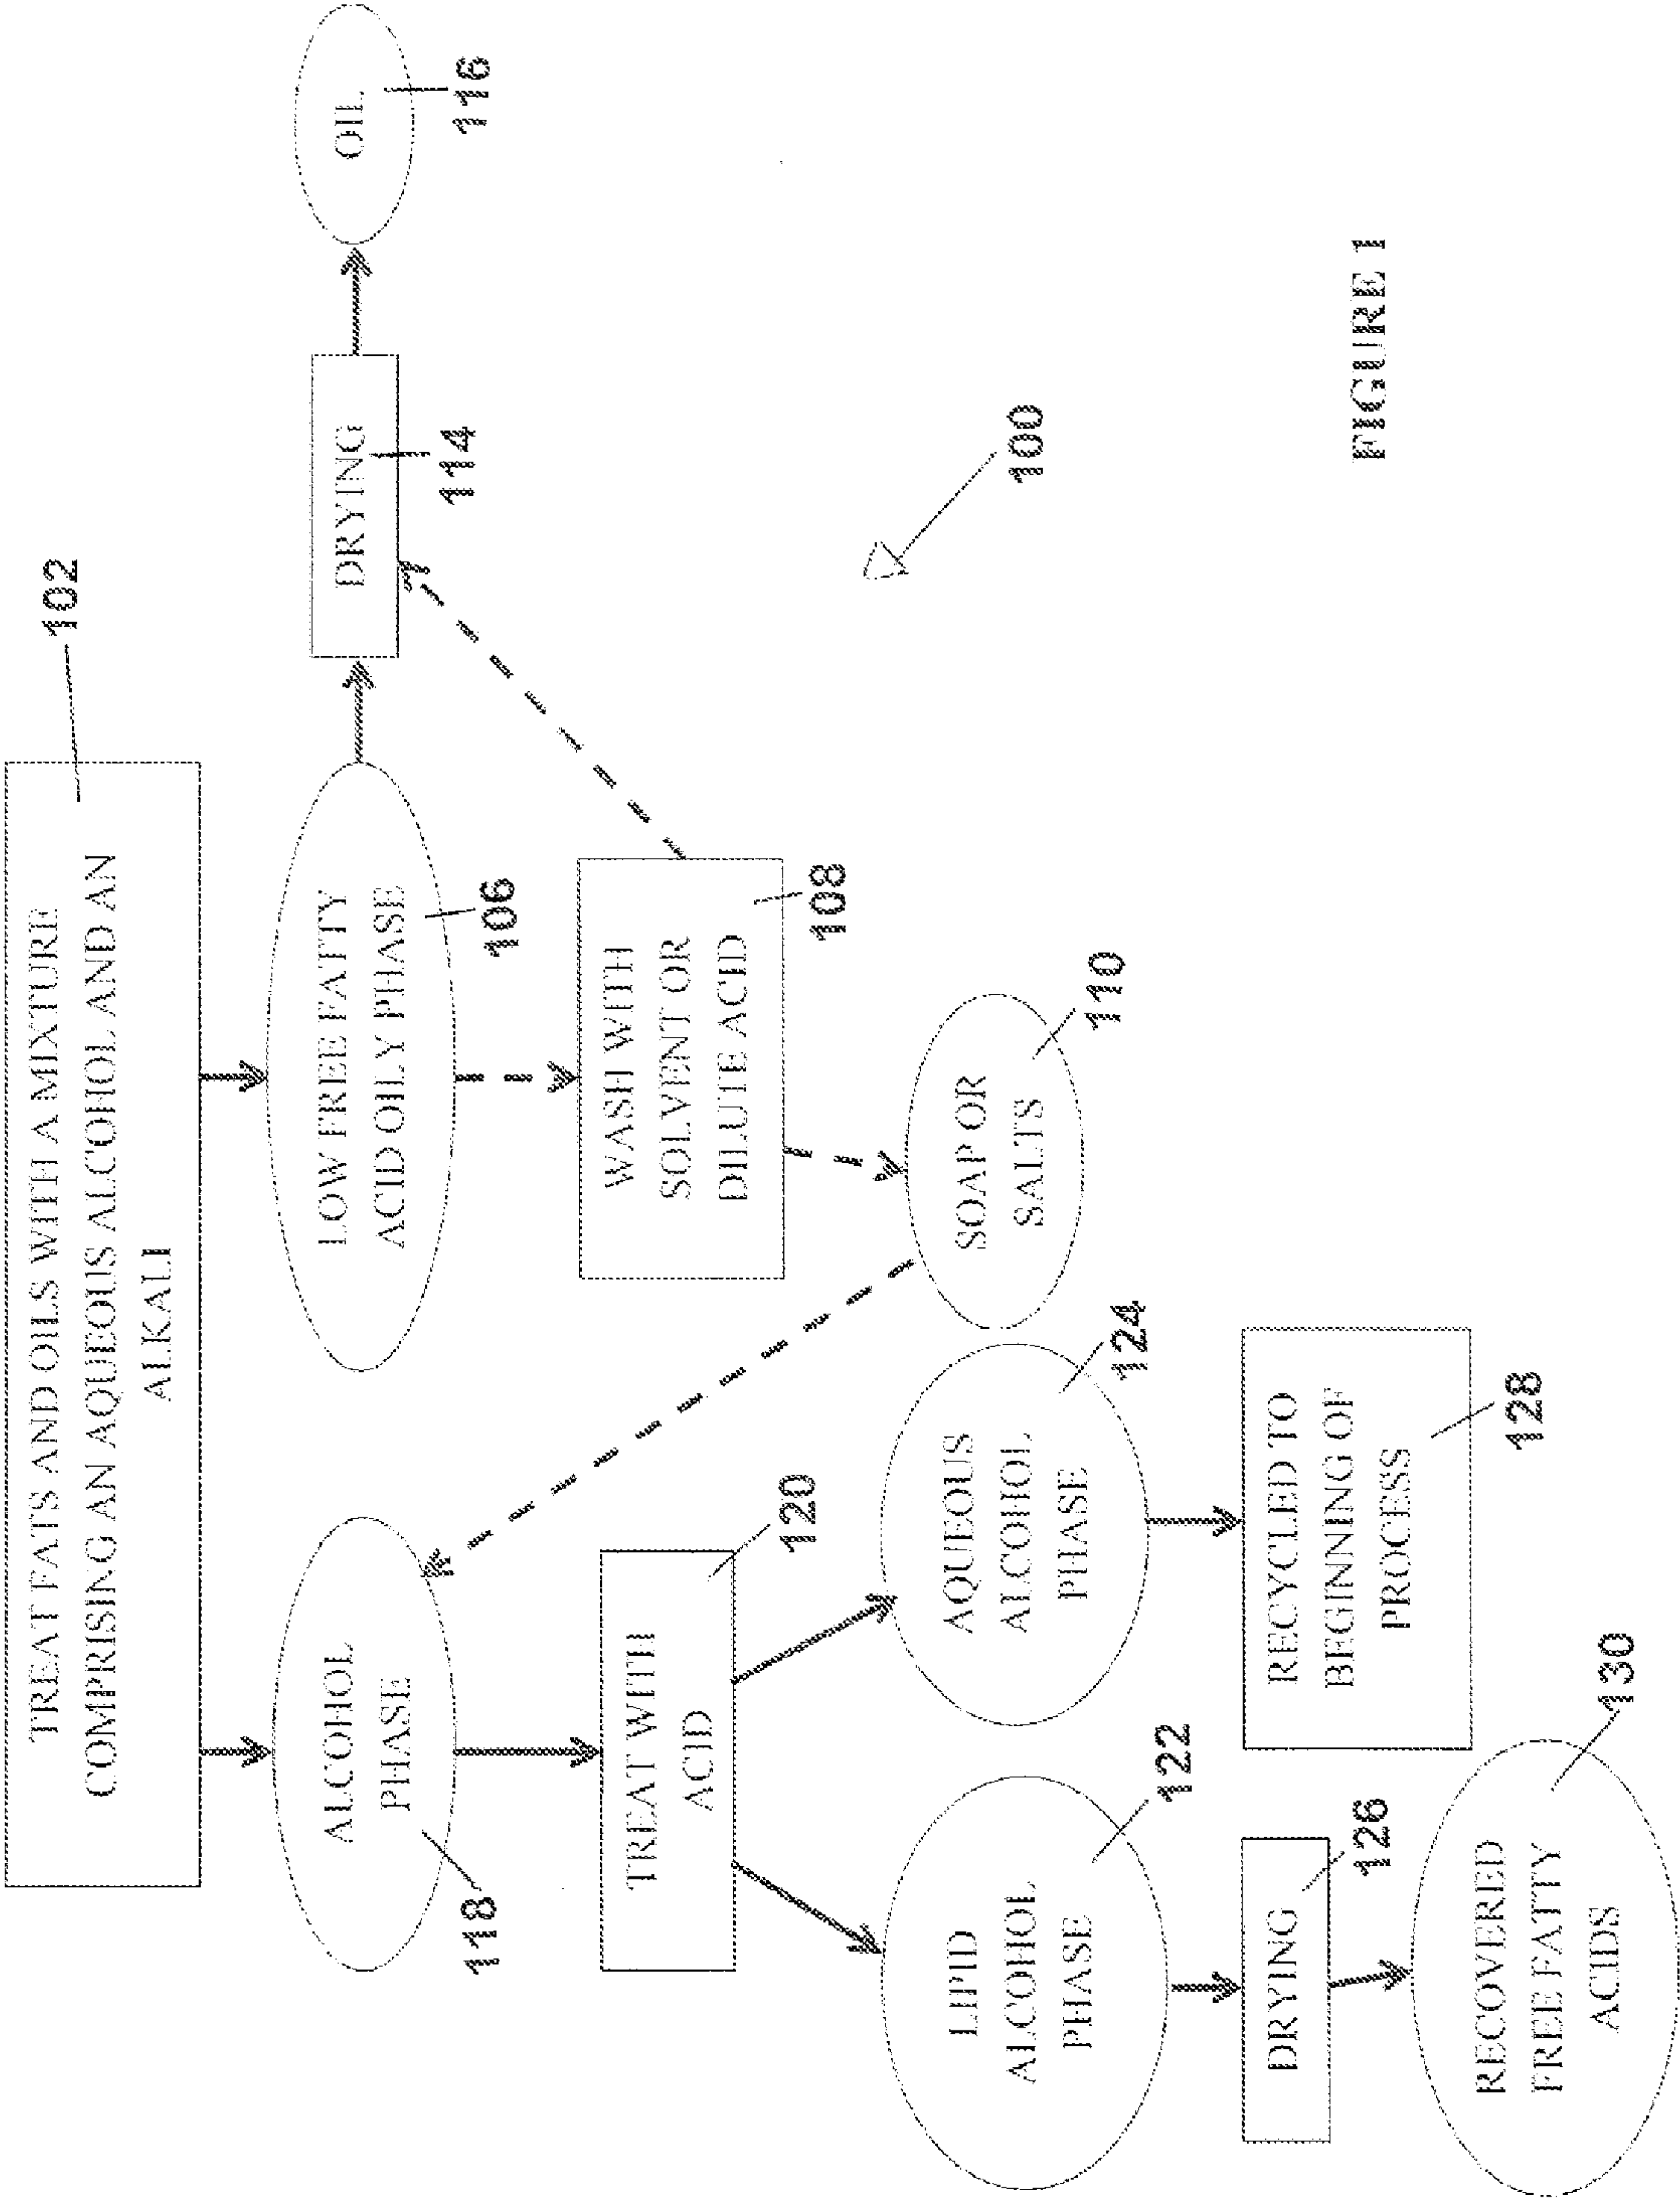 TREAT FATS AND OILS WITH A MIXTURE
COMPRISING AN AQUEOUS ALCOHOL AND AN
ALKALI
102
ALCOHOL
PHASE
118
LOW FREE FATTY
ACID OILY PHASE
106
DRYING
114
OIL
116
TREAT WITH
ACID
120
WASH WITH
SOLVENT OR
DILUTE ACID
108
SOAP OR
SALTS
110
100
LIPID
ALCOHOL
PHASE
122
AQUEOUS
ALCOHOL
PHASE
124
DRYING
126
RECYCLED TO
BEGINNING OF
PROCESS
128
RECOVERED
FREE FATTY
ACIDS
130
FIGURE 1